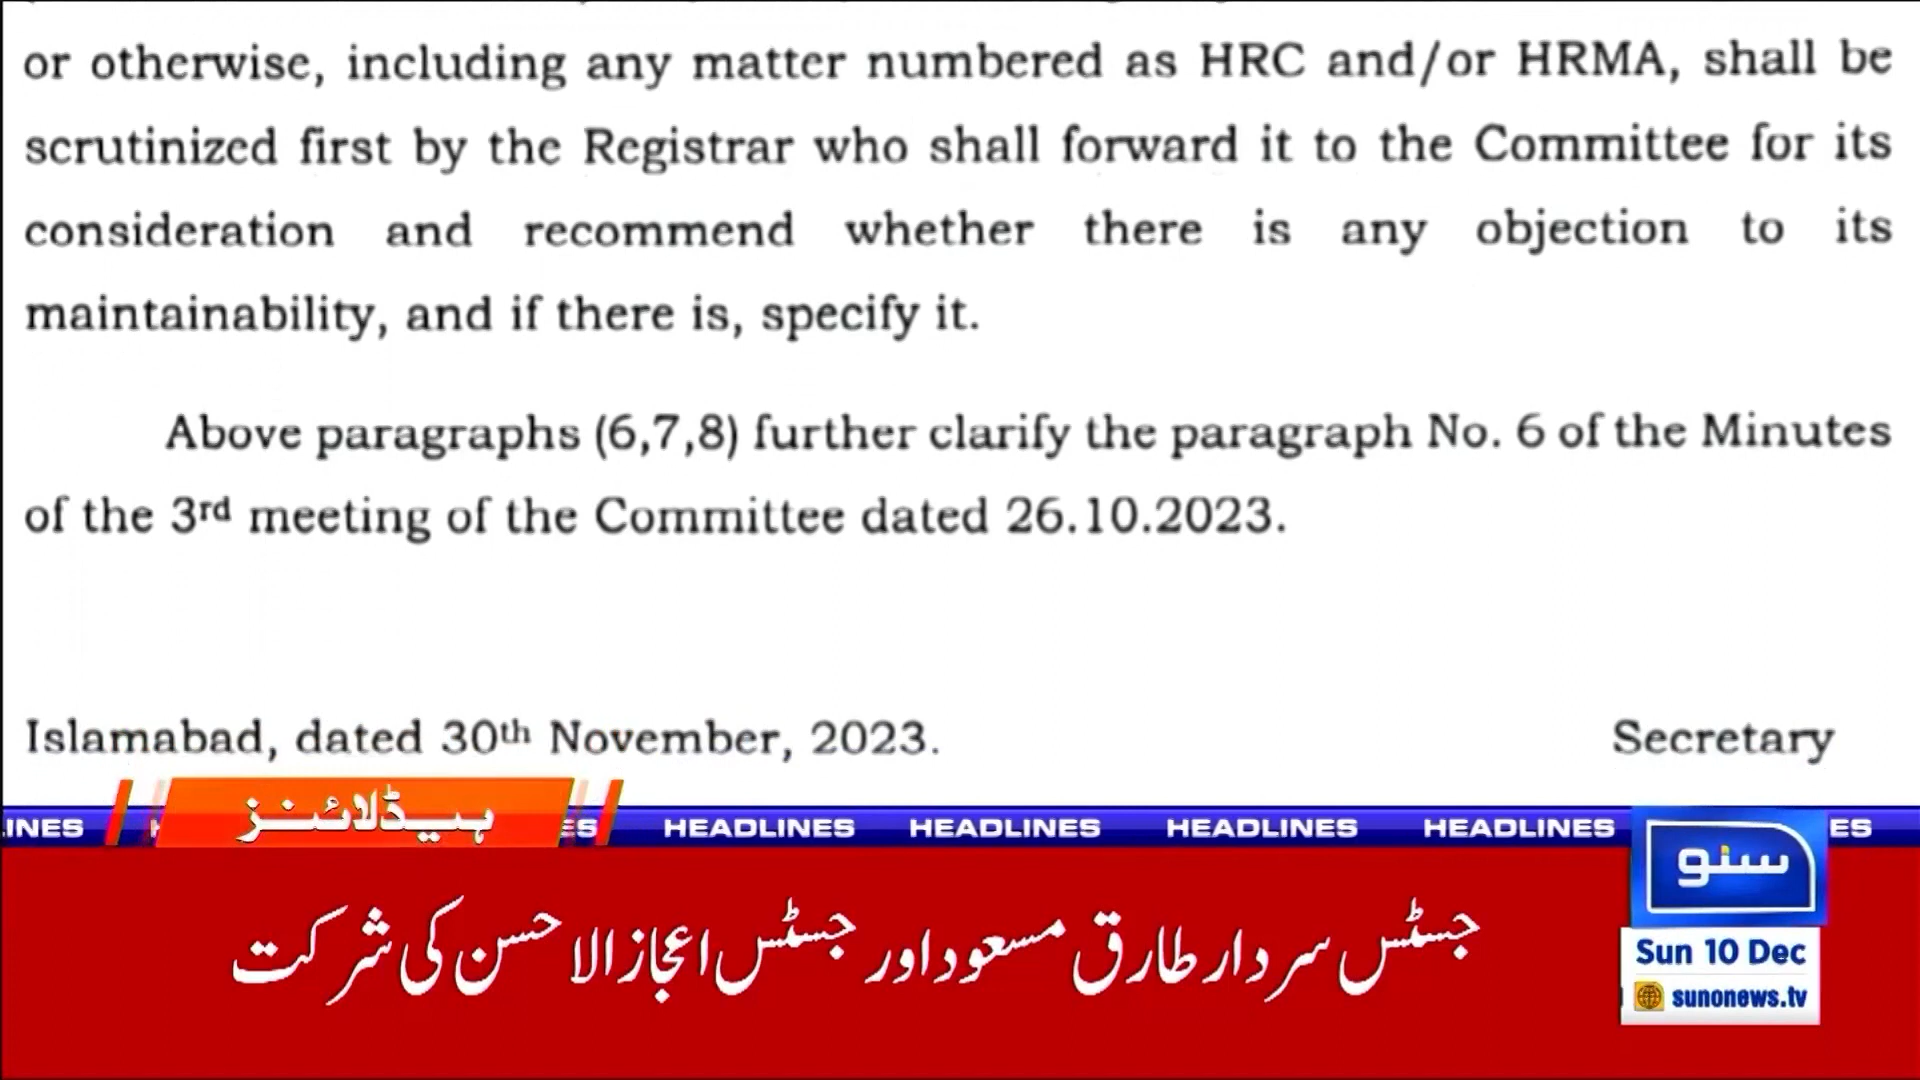 or otherwise, including any matter numbered as HRC and/or HRMA, shall be
scrutinized first by the Registrar who shall forward it to the Committee for its
consideration and recommend whether there is any objection to its
maintainability, and if there is, specify it.
Above paragraphs (6,7,8) further clarify the paragraph No. 6 of the Minutes
of the 3rd meeting of the Committee dated 26.10.2023.
Islamabad, dated 30th November, 2023.
Secretary
INES ES HEADLINES HEADLINES HEADLINES HEADLINES ES
ہیڈلائنز
سنو
جسٹس سردار طارق مسعود اور جسٹس اعجاز الاحسن کی شرکت
Sun 10 Dec
sunonews.tv